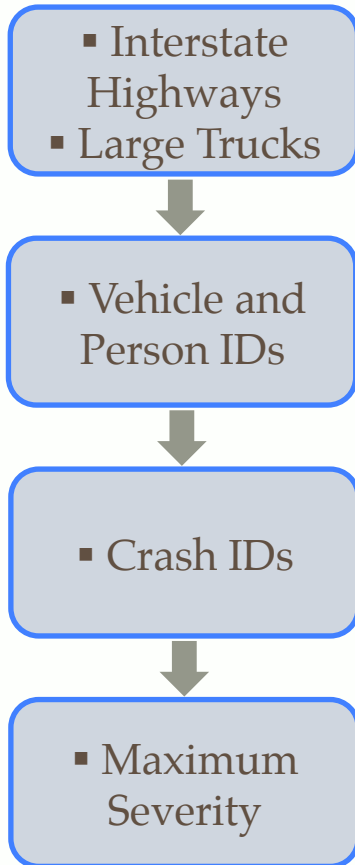 ▪ Interstate
Highways
▪ Large Trucks
▪ Vehicle and
Person IDs
▪ Crash IDs
▪ Maximum
Severity